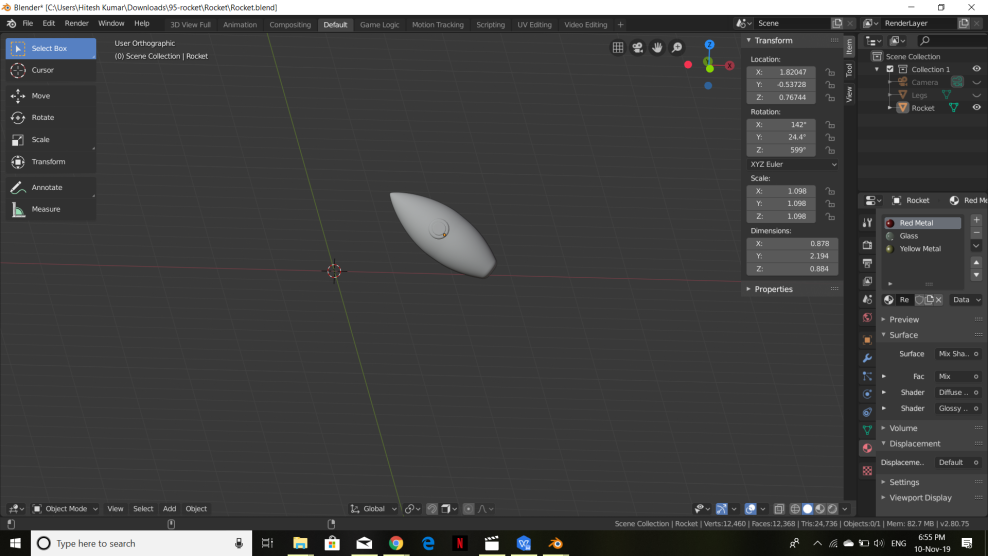 Blender* [C:\Users\Hitesh Kumar\Downloads\95-rocket\Rocket\Rocket.blend]
File Edit Render Window Help 3D View Full Animation Compositing Default Game Logic Motion Tracking Scripting UV Editing Video Editing + Scene RenderLayer
Select Box
Cursor
Move
Rotate
Scale
Transform
Annotate
Measure
User Orthographic
(0) Scene Collection | Rocket
Z
Transform
Location:
X: 1.82047
Y: -0.53728
Z: 0.76744
Rotation:
X: 142°
Y: 24.4°
Z: 599°
XYZ Euler
Scale:
X: 1.098
Y: 1.098
Z: 1.098
Dimensions:
X: 0.878
Y: 2.194
Z: 0.884
Properties
Item
Tool
View
Scene Collection
Collection 1
Camera
Legs
Rocket
Rocket Red Me
Red Metal
Glass
Yellow Metal
Re Data
Preview
Surface
Surface Mix Sha...
Fac Mix
Shader Diffuse ...
Shader Glossy ...
Volume
Displacement
Displaceme... Default
Settings
Viewport Display
Object Mode View Select Add Object Global
Scene Collection | Rocket | Verts:12,460 | Faces:12,368 | Tris:24,736 | Objects:0/1 | Mem: 82.7 MB | v2.80.75
Type here to search
ENG
6:55 PM
10-Nov-19